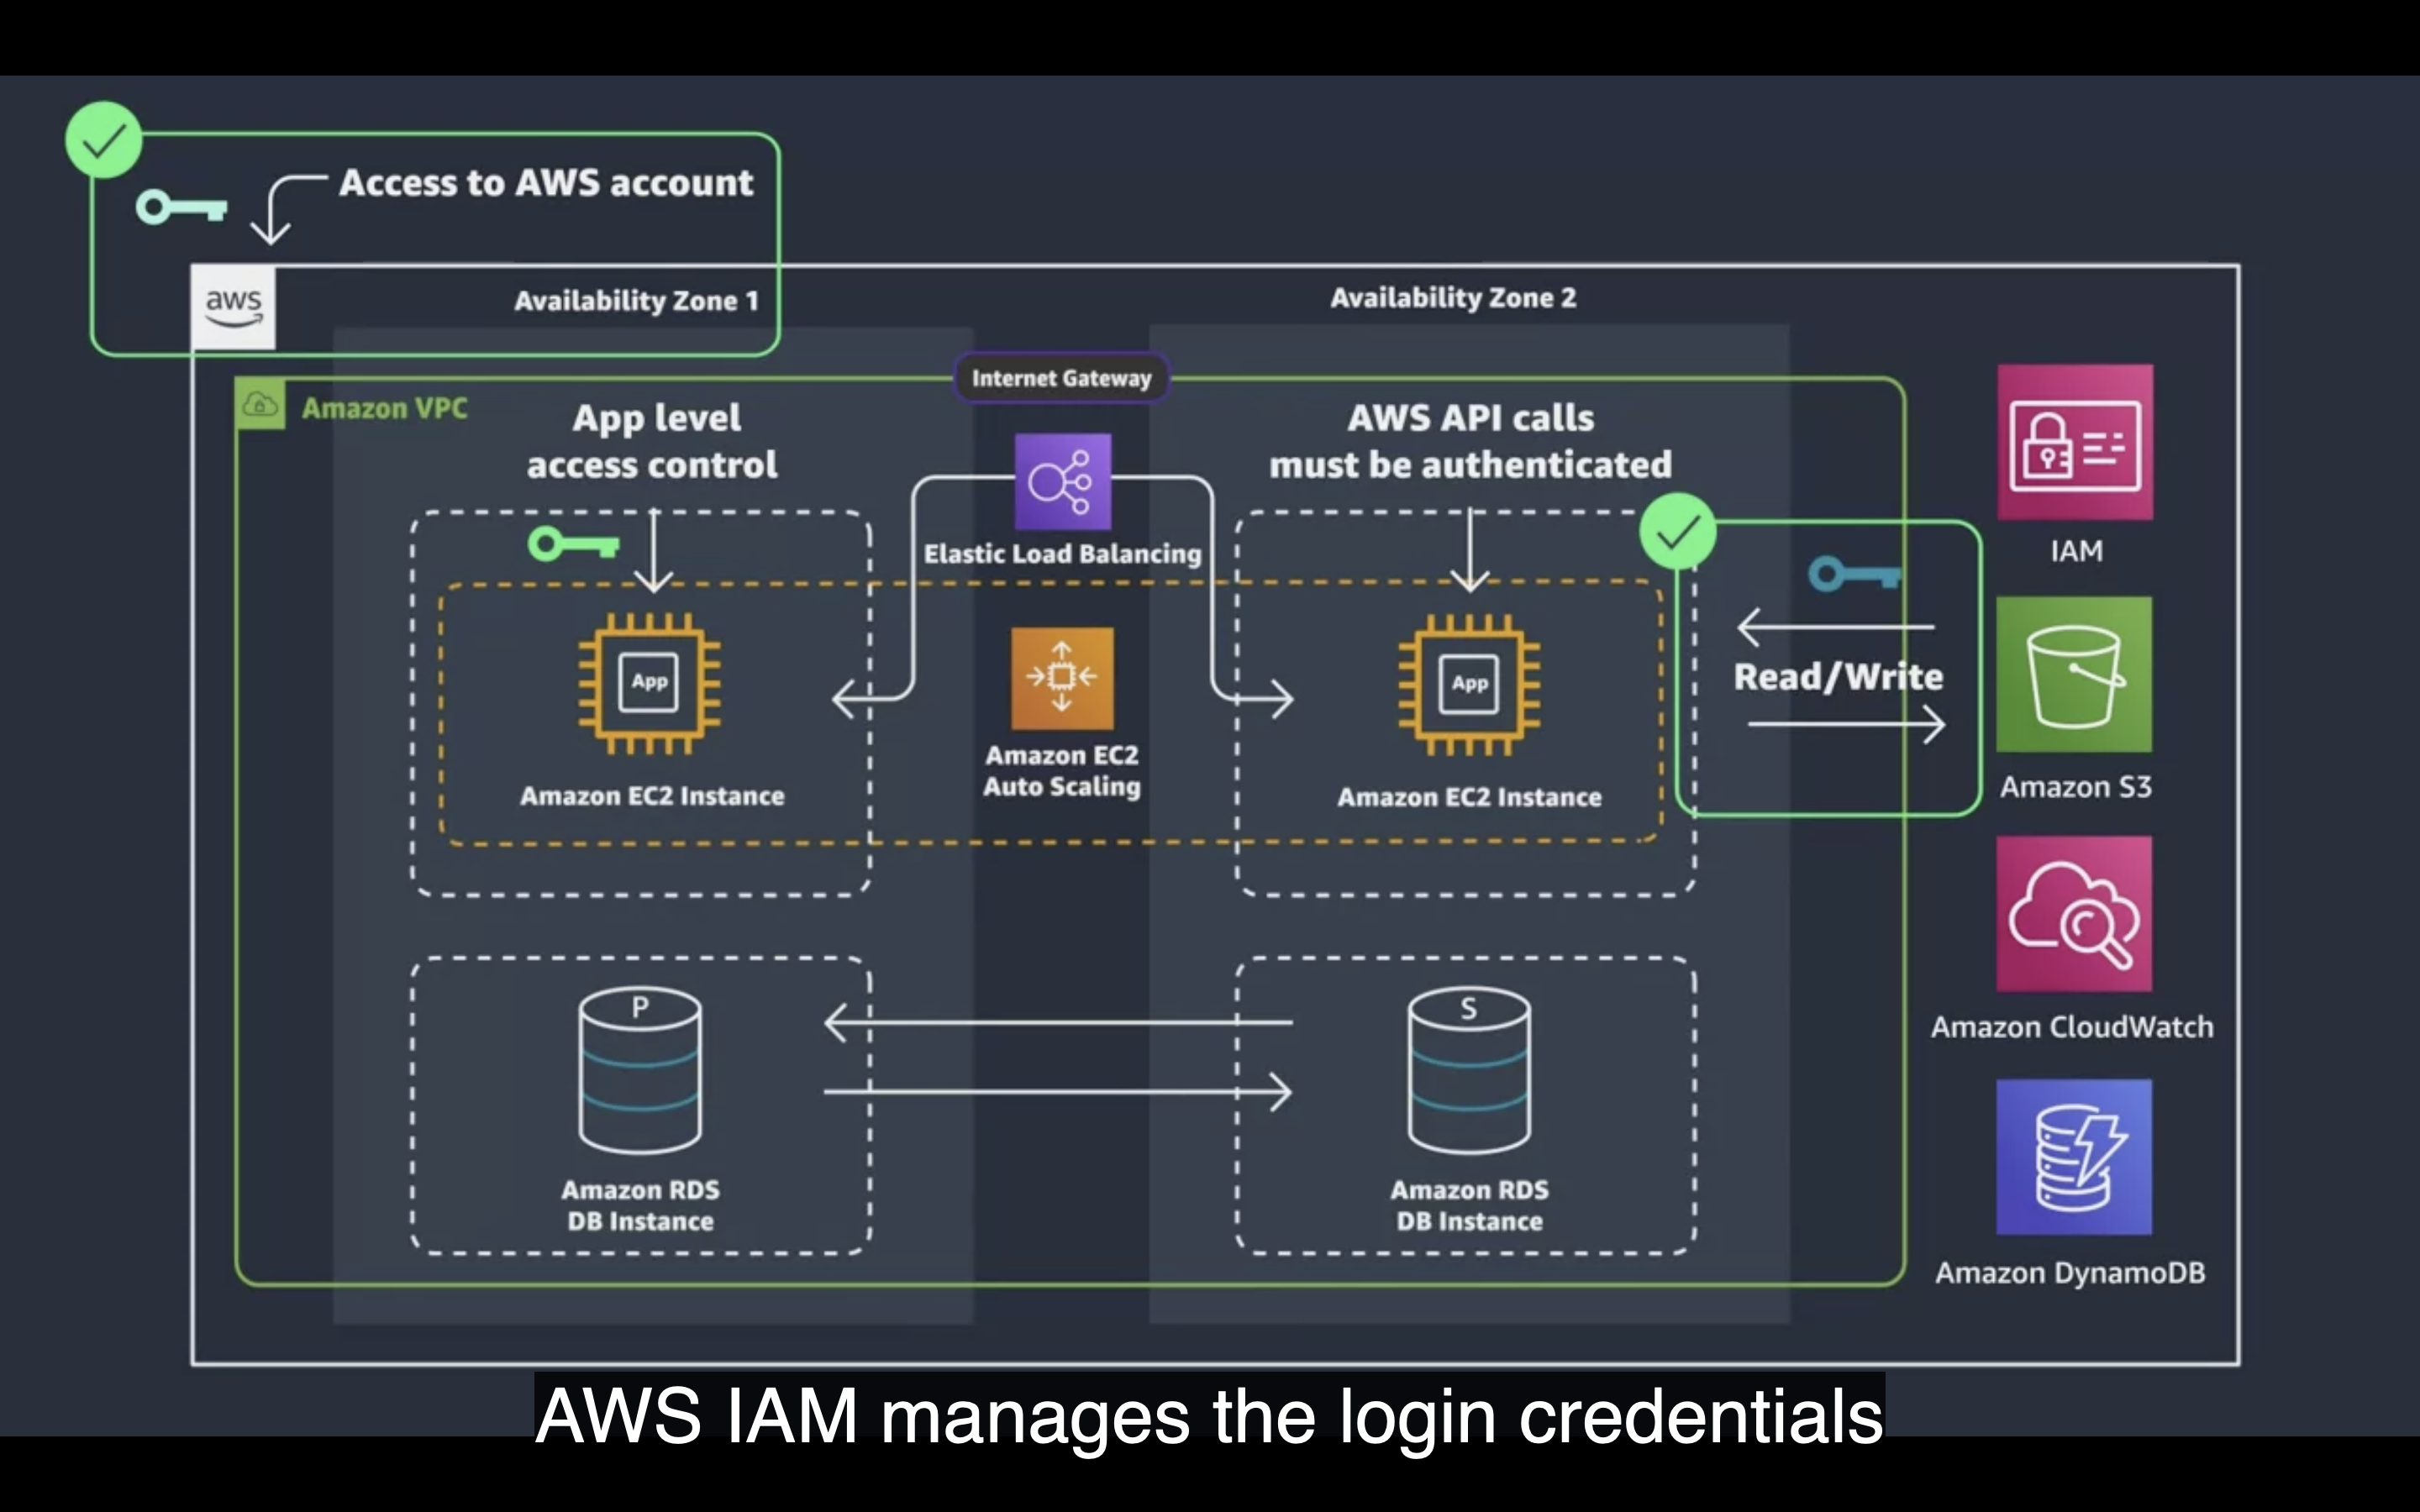 Access to AWS account
aws
Availability Zone 1
Availability Zone 2
Internet Gateway
Amazon VPC
App level
access control
AWS API calls
must be authenticated
Elastic Load Balancing
IAM
App
Amazon EC2 Instance
Amazon EC2
Auto Scaling
App
Amazon EC2 Instance
Read/Write
Amazon S3
Amazon CloudWatch
P
Amazon RDS
DB Instance
S
Amazon RDS
DB Instance
Amazon DynamoDB
AWS IAM manages the login credentials